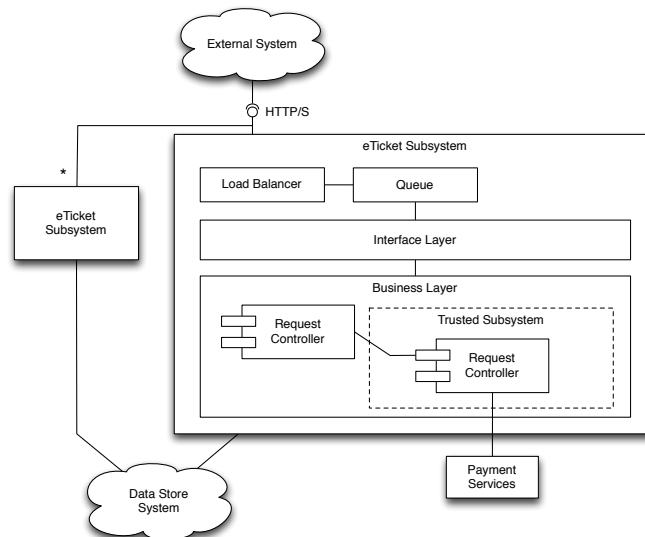 External System
HTTP/S
eTicket Subsystem
*
Load Balancer
Queue
eTicket
Subsystem
Interface Layer
Business Layer
Trusted Subsystem
Request
Controller
Request
Controller
Payment
Services
Data Store
System